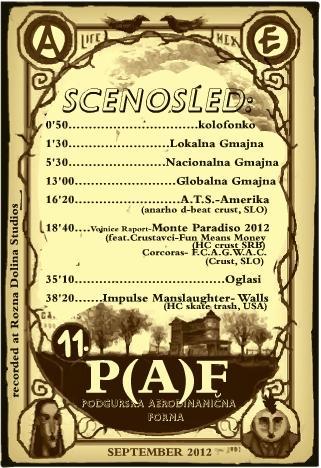 A
LIFE
HEX
E
SCENOSLED:
0'50...........................kolofonko
1'30.....................Lokalna Gmajna
5'30....................Nacionalna Gmajna
13'00......................Globalna Gmajna
16'20.......................A.T.S.-Amerika
(anarho d-beat crust, SLO)
18'40....Vojnice Raport-Monte Paradiso 2012
(feat.Crustavci-Fun Means Money
(HC crust SRB)
Corcoras- F.C.A.G.W.A.C.
(Crust, SLO)
35'10.................................Oglasi
38'20......Impulse Manslaughter- Walls
(HC skate trash, USA)
recorded at Rozna Dolina Studios
11.
P(A)F
PODGURSKA AERODINAMIČNA
FORMA
SEPTEMBER 2012